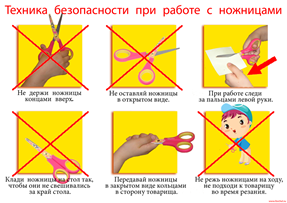 Техника безопасности при работе с ножницами
Не держи ножницы
концами вверх.
Не оставляй ножницы
в открытом виде.
При работе следи
за пальцами левой руки.
Клади ножницы на стол так,
чтобы они не свешивались
за край стола.
Передавай ножницы
в закрытом виде кольцами
в сторону товарища.
Не режь ножницами на ходу,
не подходи к товарищу
во время резания.